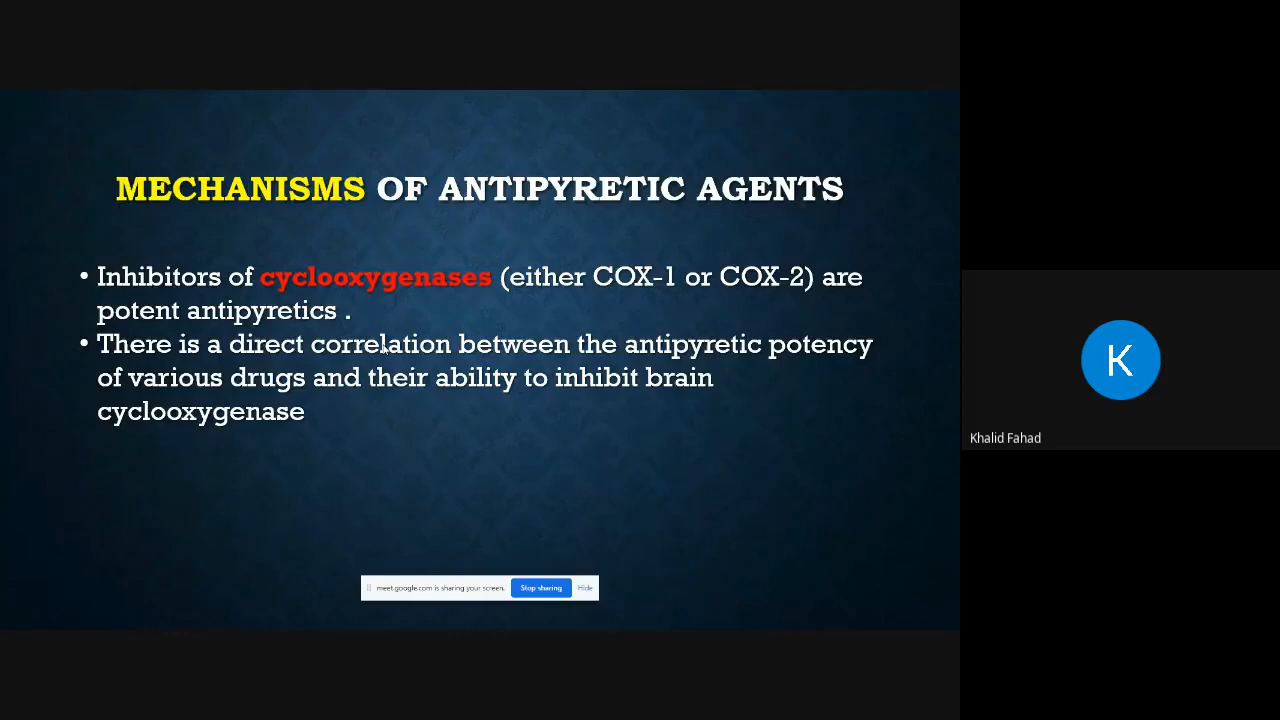 MECHANISMS OF ANTIPYRETIC AGENTS
• Inhibitors of cyclooxygenases (either COX-1 or COX-2) are
potent antipyretics .
• There is a direct correlation between the antipyretic potency
of various drugs and their ability to inhibit brain
cyclooxygenase
meet.google.com is sharing your screen. Stop sharing Hide
K
Khalid Fahad